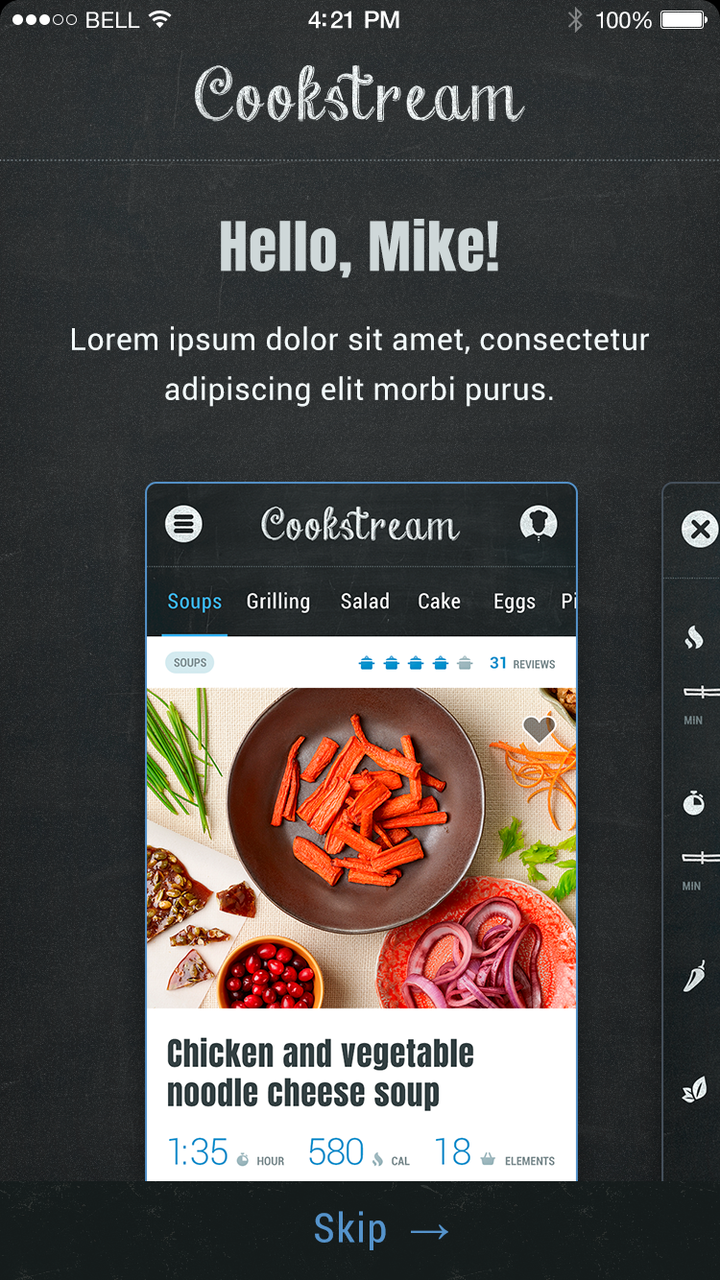 BELL 4:21 PM 100%
Cookstream
Hello, Mike!
Lorem ipsum dolor sit amet, consectetur
adipiscing elit morbi purus.
Cookstream
Soups Grilling Salad Cake Eggs Pi
SOUPS 31 REVIEWS
MIN
MIN
Chicken and vegetable
noodle cheese soup
1:35 HOUR 580 CAL 18 ELEMENTS
Skip →